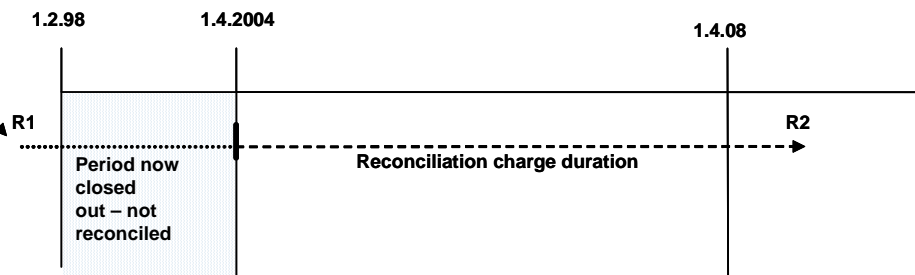 1.2.98
1.4.2004
1.4.08
R1
R2
Reconciliation charge duration
Period now
closed
out – not
reconciled